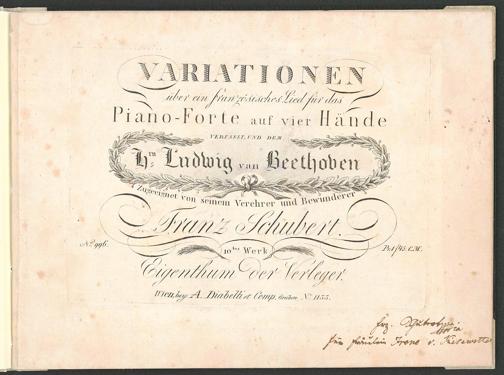 VARIATIONEN
über ein französisches Lied für das
Piano-Forte auf vier Hände
VERFASST, UND DEM
Hrn Ludwig van Beethoven
zugeeignet von seinem Verehrer und Bewunderer
Franz Schubert.
10tes Werk
No. 996.
Eigenthum der Verleger.
Wien, bey A. Diabelli et Comp. Graben No. 1133.
Fräulein Irene v. Kiesewetter